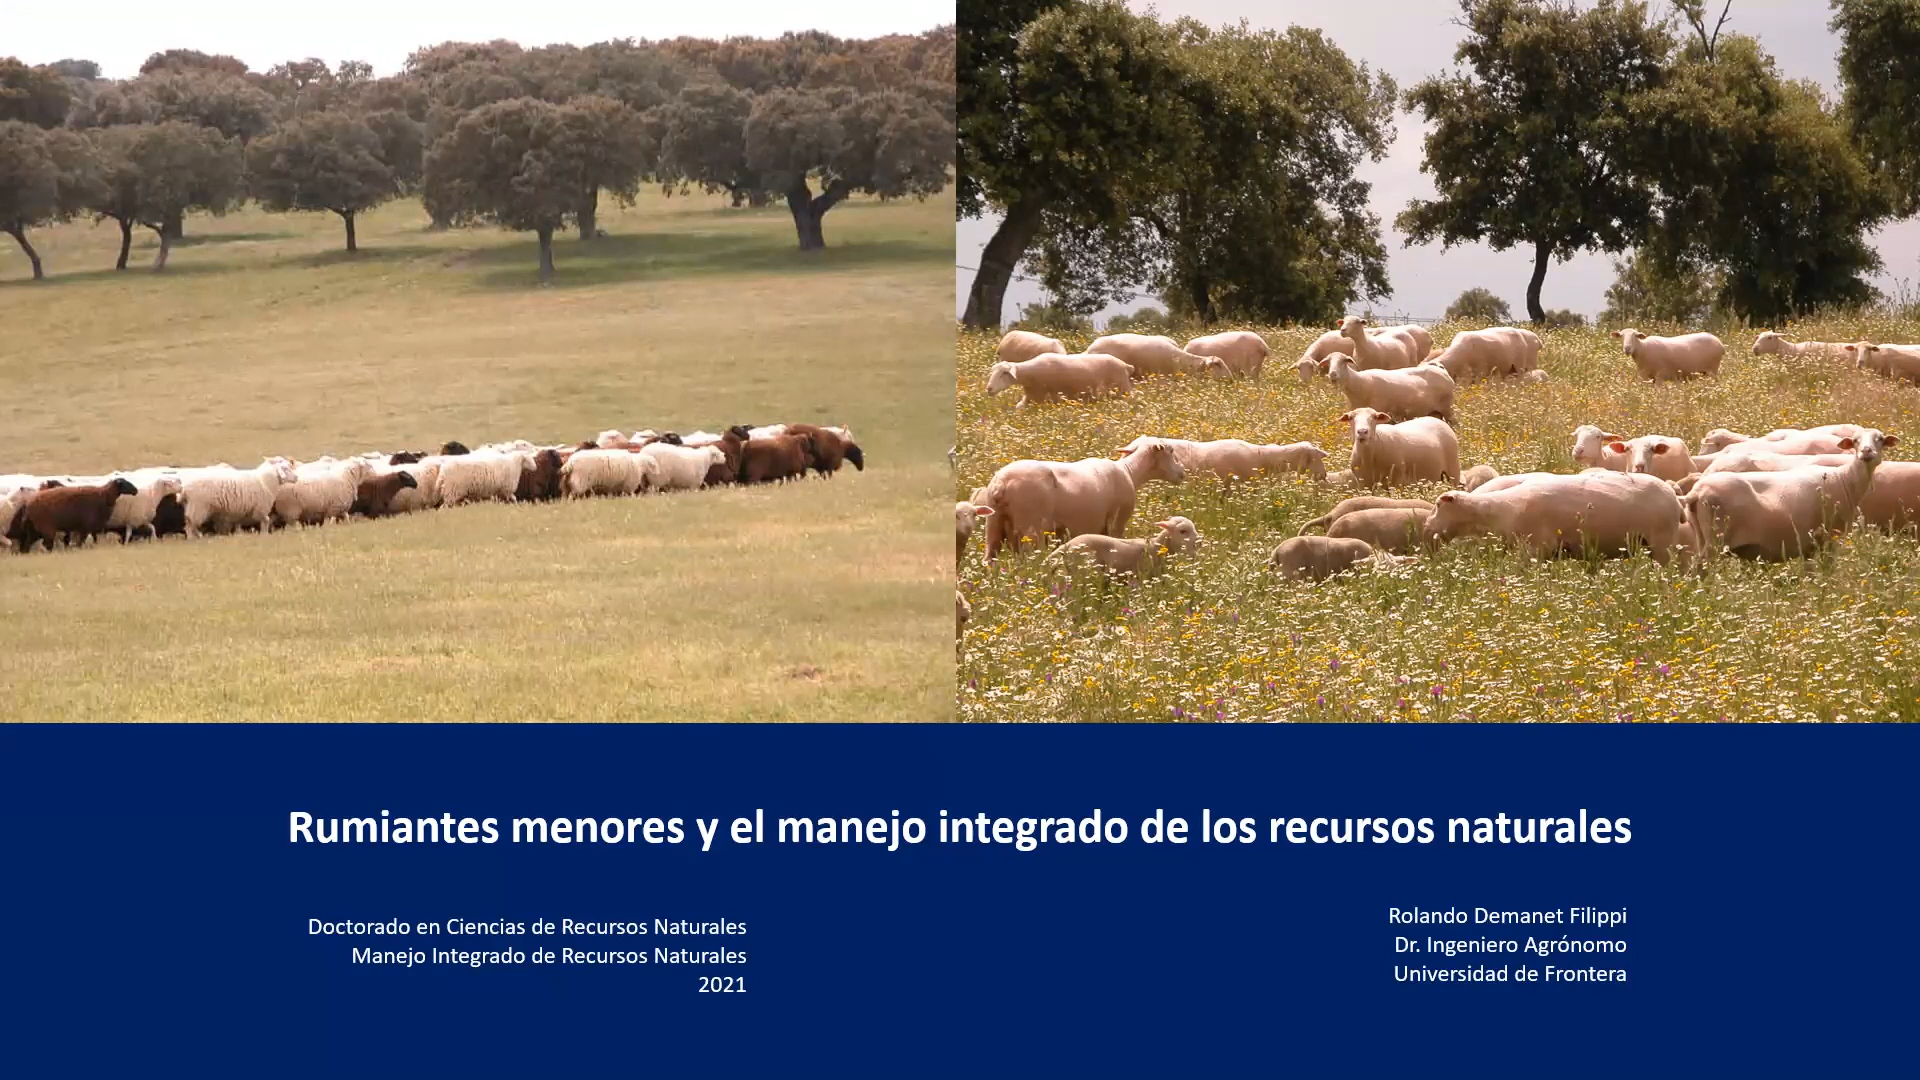 Rumiantes menores y el manejo integrado de los recursos naturales
Doctorado en Ciencias de Recursos Naturales
Manejo Integrado de Recursos Naturales
2021
Rolando Demanet Filippi
Dr. Ingeniero Agrónomo
Universidad de Frontera